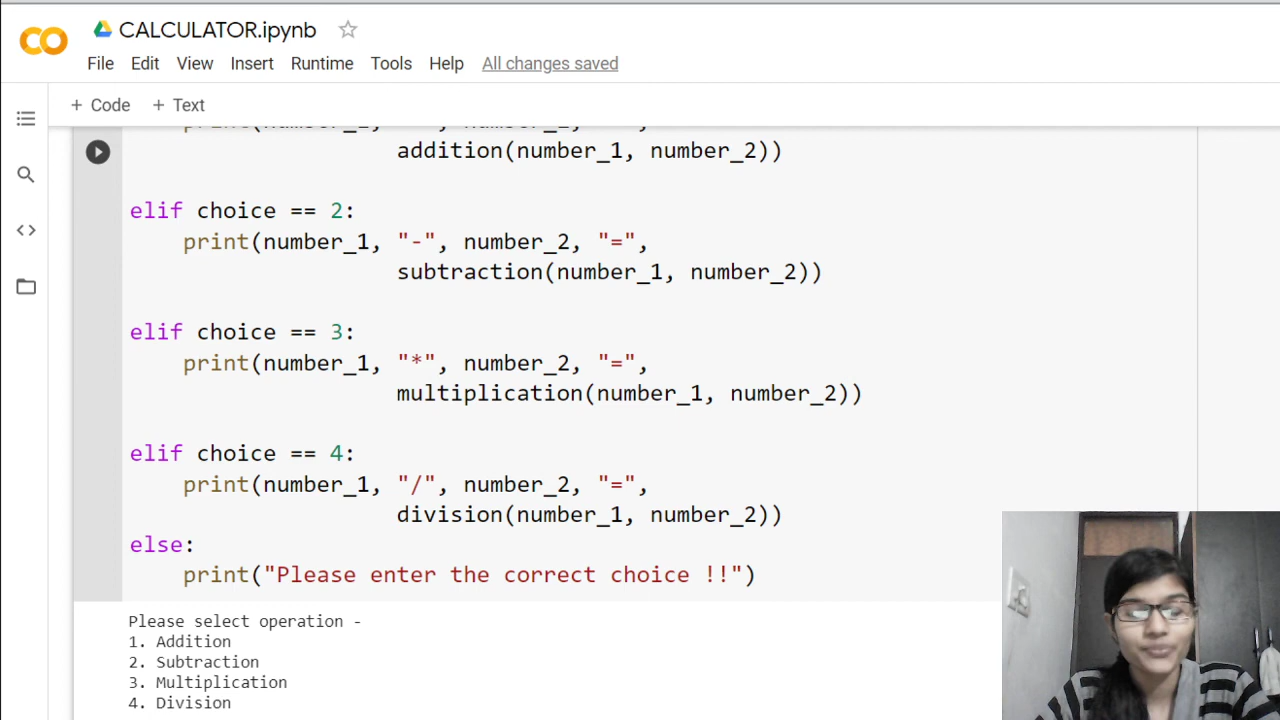 CALCULATOR.ipynb
File Edit View Insert Runtime Tools Help All changes saved
+ Code + Text
addition(number_1, number_2))
elif choice == 2:
print(number_1, "-", number_2, "=",
subtraction(number_1, number_2))
elif choice == 3:
print(number_1, "*", number_2, "=",
multiplication(number_1, number_2))
elif choice == 4:
print(number_1, "/", number_2, "=",
division(number_1, number_2))
else:
print("Please enter the correct choice !!")
Please select operation -
1. Addition
2. Subtraction
3. Multiplication
4. Division